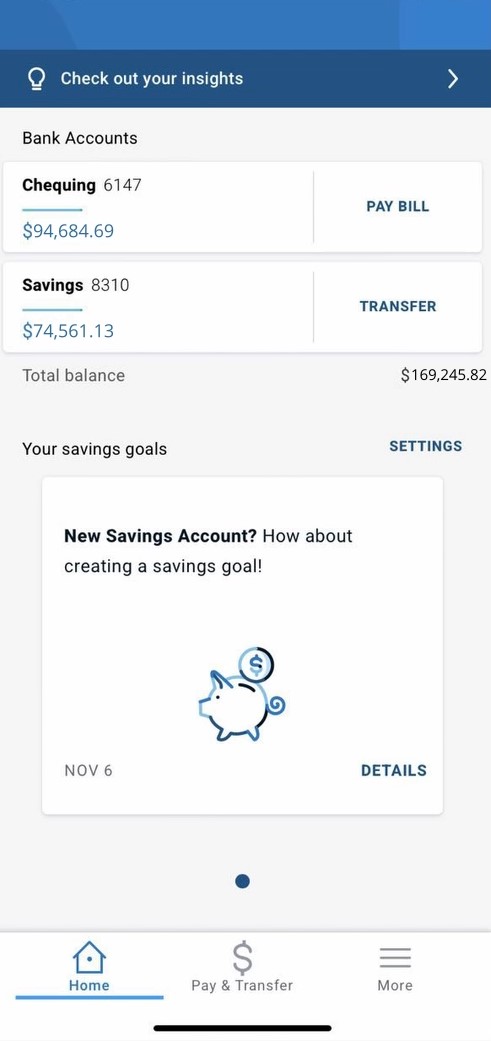 Check out your insights
Bank Accounts
Chequing 6147
PAY BILL
$94,684.69
Savings 8310
TRANSFER
$74,561.13
Total balance $169,245.82
Your savings goals SETTINGS
New Savings Account? How about
creating a savings goal!
$
NOV 6 DETAILS
Home Pay & Transfer More